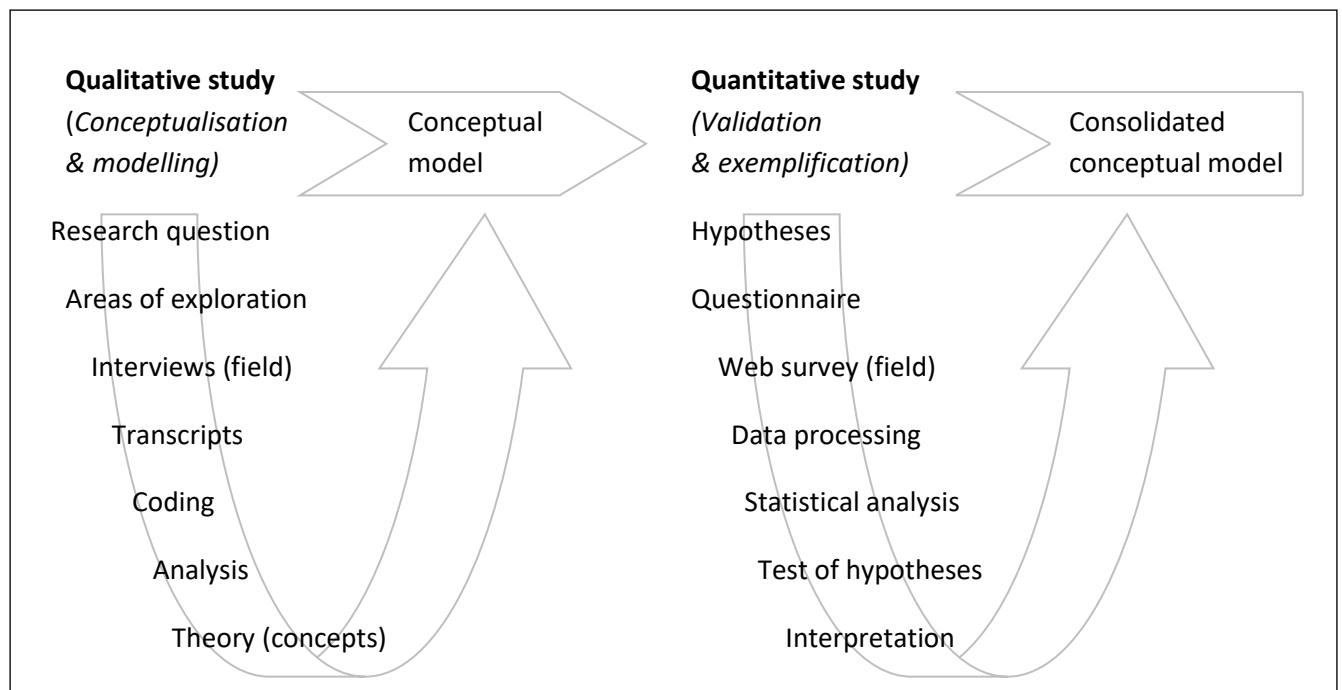 Qualitative study
(Conceptualisation
& modelling)
Conceptual
model
Research question
Areas of exploration
Interviews (field)
Transcripts
Coding
Analysis
Theory (concepts)
Quantitative study
(Validation
& exemplification)
Consolidated
conceptual model
Hypotheses
Questionnaire
Web survey (field)
Data processing
Statistical analysis
Test of hypotheses
Interpretation